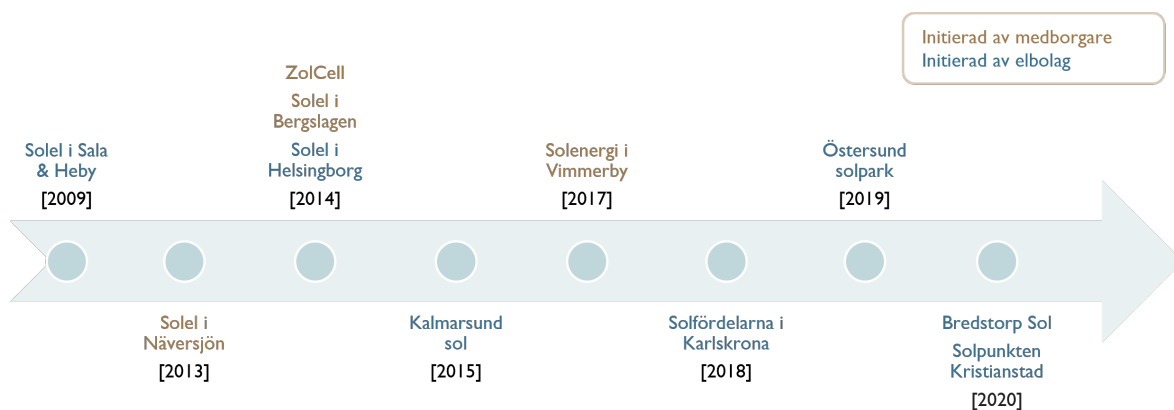 Initierad av medborgare
Initierad av elbolag
Solel i Sala
& Heby
[2009]
Solel i
Näversjön
[2013]
ZolCell
Solel i
Bergslagen
Solel i
Helsingborg
[2014]
Kalmarsund
sol
[2015]
Solenergi i
Vimmerby
[2017]
Solfördelarna i
Karlskrona
[2018]
Östersund
solpark
[2019]
Bredstorp Sol
Solpunkten
Kristianstad
[2020]